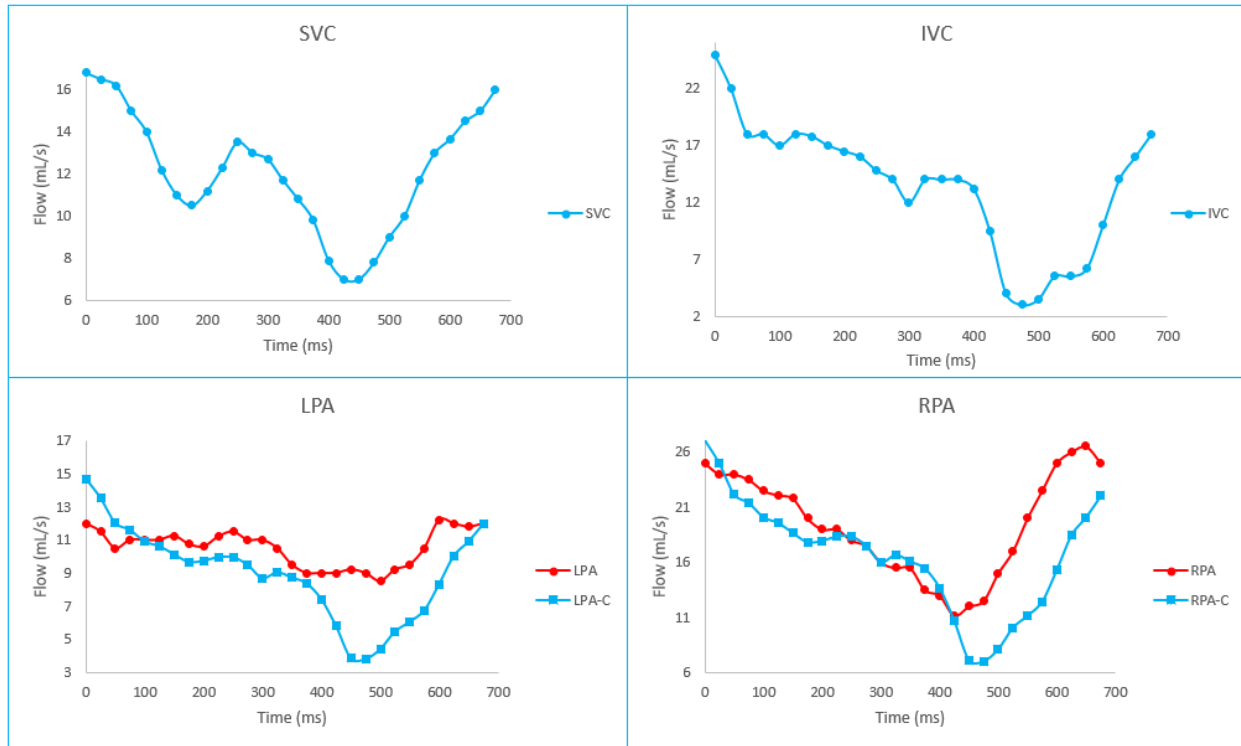 SVC
16
14
12
10
8
6
Flow (mL/s)
0 100 200 300 400 500 600 700
Time (ms)
SVC
IVC
22
17
12
7
2
Flow (mL/s)
0 100 200 300 400 500 600 700
Time (ms)
IVC
LPA
17
15
13
11
9
7
5
3
Flow (mL/s)
0 100 200 300 400 500 600 700
Time (ms)
LPA
LPA-C
RPA
26
21
16
11
6
Flow (mL/s)
0 100 200 300 400 500 600 700
Time (ms)
RPA
RPA-C